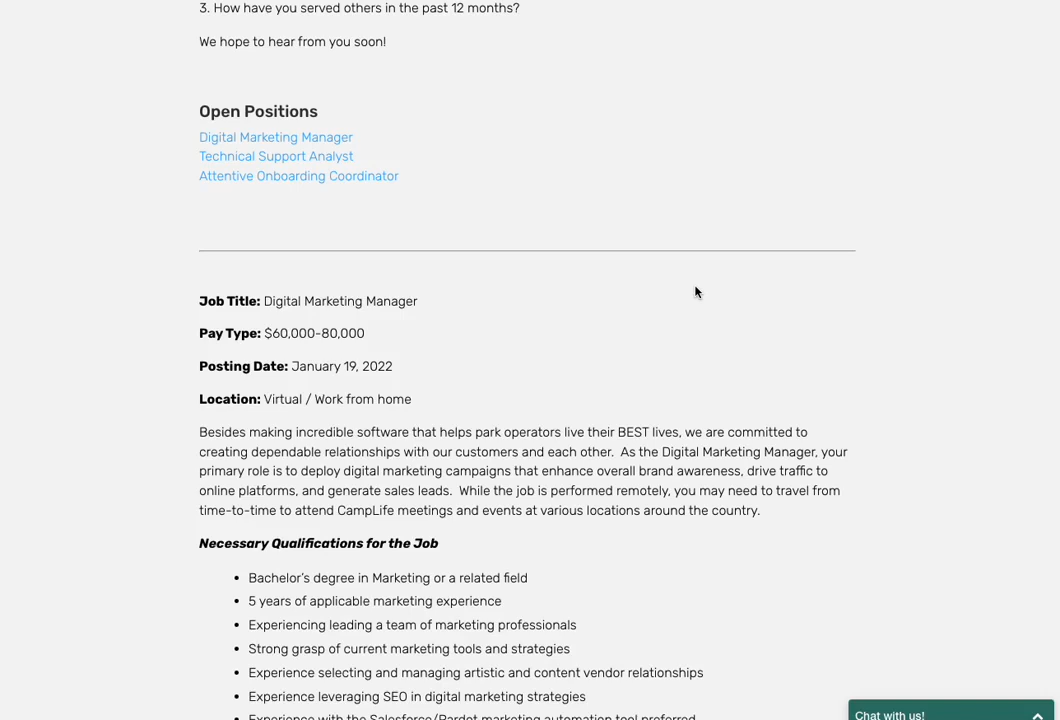 3. How have you served others in the past 12 months?
We hope to hear from you soon!
Open Positions
Digital Marketing Manager
Technical Support Analyst
Attentive Onboarding Coordinator
Job Title: Digital Marketing Manager
Pay Type: $60,000-80,000
Posting Date: January 19, 2022
Location: Virtual / Work from home
Besides making incredible software that helps park operators live their BEST lives, we are committed to
creating dependable relationships with our customers and each other.  As the Digital Marketing Manager, your
primary role is to deploy digital marketing campaigns that enhance overall brand awareness, drive traffic to
online platforms, and generate sales leads.  While the job is performed remotely, you may need to travel from
time-to-time to attend CampLife meetings and events at various locations around the country.
Necessary Qualifications for the Job
• Bachelor's degree in Marketing or a related field
• 5 years of applicable marketing experience
• Experiencing leading a team of marketing professionals
• Strong grasp of current marketing tools and strategies
• Experience selecting and managing artistic and content vendor relationships
• Experience leveraging SEO in digital marketing strategies
• Experience with the Salesforce/Pardot marketing automation tool preferred
Chat with us!